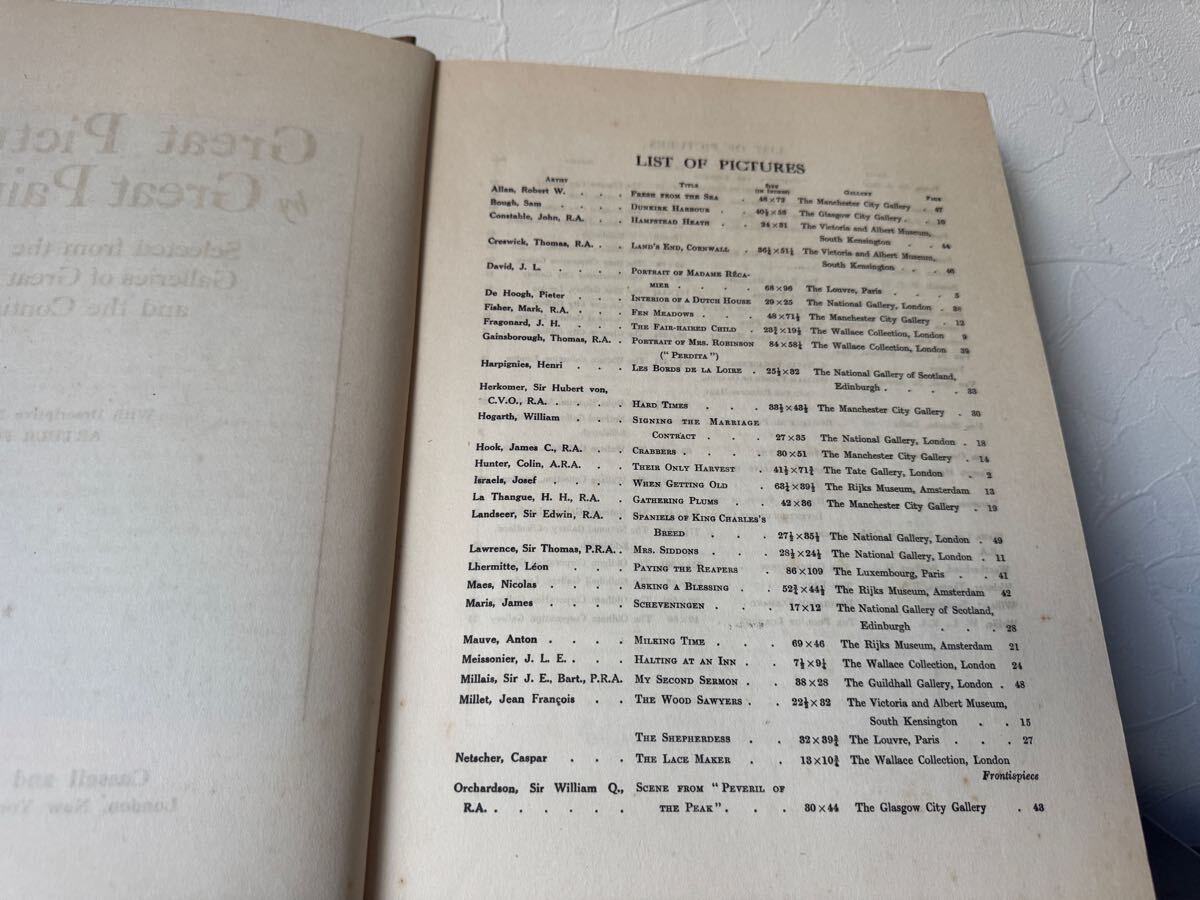 LIST OF PICTURES
ARTIST TITLE SIZE (IN INCHES) GALLERY PAGE
Allan, Robert W. . . . FRESH FROM THE SEA . 48×72 The Manchester City Gallery . 47
Bough, Sam . . . . DUNKIRK HARBOUR . . 40½×56 The Glasgow City Gallery . . 16
Constable, John, R.A. . . HAMPSTEAD HEATH . . 24×31 The Victoria and Albert Museum,
South Kensington . . 44
Creswick, Thomas, R.A. . . LAND'S END, CORNWALL . 36¼×51¼ The Victoria and Albert Museum,
South Kensington . . . 46
David, J. L. . . . . PORTRAIT OF MADAME RÉCA-
MIER . . . . 68×96 The Louvre, Paris . . . 5
De Hoogh, Pieter . . . INTERIOR OF A DUTCH HOUSE 29×25 The National Gallery, London . 38
Fisher, Mark, R.A. . . . FEN MEADOWS . . . 48×71½ The Manchester City Gallery . 12
Fragonard, J. H. . . . THE FAIR-HAIRED CHILD . 23½×19½ The Wallace Collection, London 9
Gainsborough, Thomas, R.A. . PORTRAIT OF MRS. ROBINSON 84×58½ The Wallace Collection, London 39
("PERDITA")
Harpignies, Henri . . . LES BORDS DE LA LOIRE . 25½×32 The National Gallery of Scotland,
Edinburgh . . . . 33
Herkomer, Sir Hubert von,
C.V.O., R.A. . . . . HARD TIMES . . . 33½×43½ The Manchester City Gallery . 30
Hogarth, William . . . SIGNING THE MARRIAGE
CONTRACT . . . 27×35 The National Gallery, London . 18
Hook, James C., R.A. . . CRABBERS . . . . 30×51 The Manchester City Gallery . 14
Hunter, Colin, A.R.A. . . THEIR ONLY HARVEST . 41½×71¾ The Tate Gallery, London . 2
Israels, Josef . . . . WHEN GETTING OLD . 63¼×39½ The Rijks Museum, Amsterdam 13
La Thangue, H. H., R.A. . GATHERING PLUMS . . 42×36 The Manchester City Gallery . 19
Landseer, Sir Edwin, R.A. . SPANIELS OF KING CHARLES'S
BREED . . . 27½×35½ The National Gallery, London . 49
Lawrence, Sir Thomas, P.R.A. . MRS. SIDDONS . . 28½×24½ The National Gallery, London . 11
Lhermitte, Léon . . . PAYING THE REAPERS . 86×109 The Luxembourg, Paris . . 41
Maes, Nicolas . . . . ASKING A BLESSING . 52¾×44½ The Rijks Museum, Amsterdam 42
Maris, James . . . . SCHEVENINGEN . . . 17×12 The National Gallery of Scotland,
Edinburgh . . . 28
Mauve, Anton . . . . MILKING TIME . . . 69×46 The Rijks Museum, Amsterdam 21
Meissonier, J. L. E. . . . HALTING AT AN INN . 7½×9¼ The Wallace Collection, London 24
Millais, Sir J. E., Bart., P.R.A. MY SECOND SERMON . . 38×28 The Guildhall Gallery, London . 48
Millet, Jean François . . THE WOOD SAWYERS . . 22½×32 The Victoria and Albert Museum,
South Kensington . . 15
THE SHEPHERDESS . . 32×39¾ The Louvre, Paris . . . 27
Netscher, Caspar . . . THE LACE MAKER . . 13×10¾ The Wallace Collection, London
Frontispiece
Orchardson, Sir William Q., SCENE FROM "PEVERIL OF
R.A. . . . . . . THE PEAK" . . . 30×44 The Glasgow City Gallery . 43